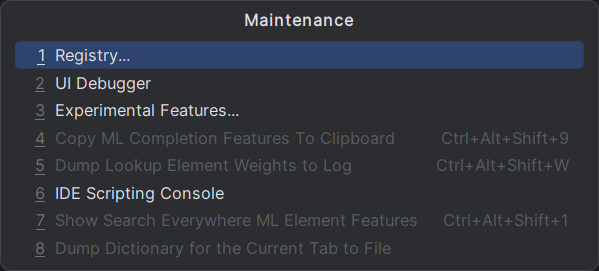 Maintenance
1 Registry...
2 UI Debugger
3 Experimental Features...
4 Copy ML Completion Features To Clipboard Ctrl+Alt+Shift+9
5 Dump Lookup Element Weights to Log Ctrl+Alt+Shift+W
6 IDE Scripting Console
7 Show Search Everywhere ML Element Features Ctrl+Alt+Shift+1
8 Dump Dictionary for the Current Tab to File